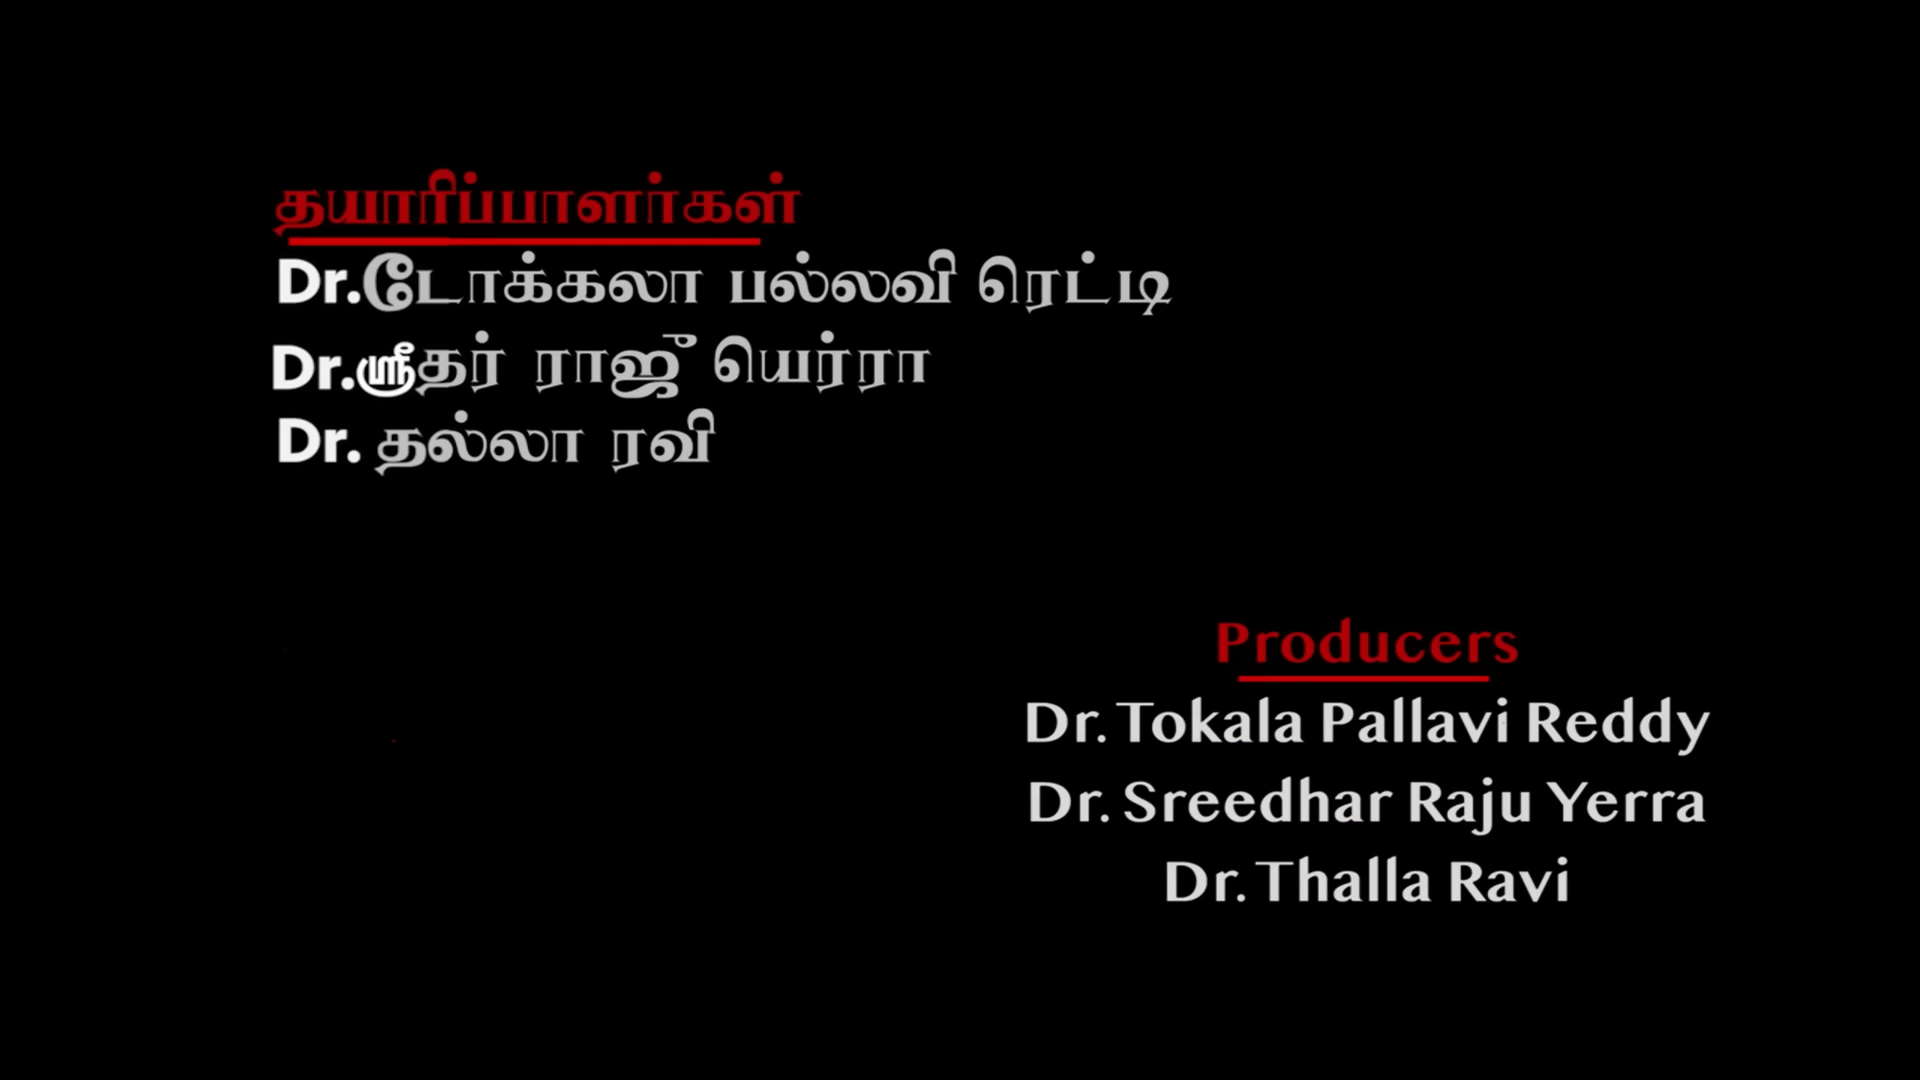 தயாரிப்பாளர்கள்
Dr.டோக்கலா பல்லவி ரெட்டி
Dr.ஸ்ரீதர் ராஜு யெர்ரா
Dr. தல்லா ரவி
Producers
Dr. Tokala Pallavi Reddy
Dr. Sreedhar Raju Yerra
Dr. Thalla Ravi